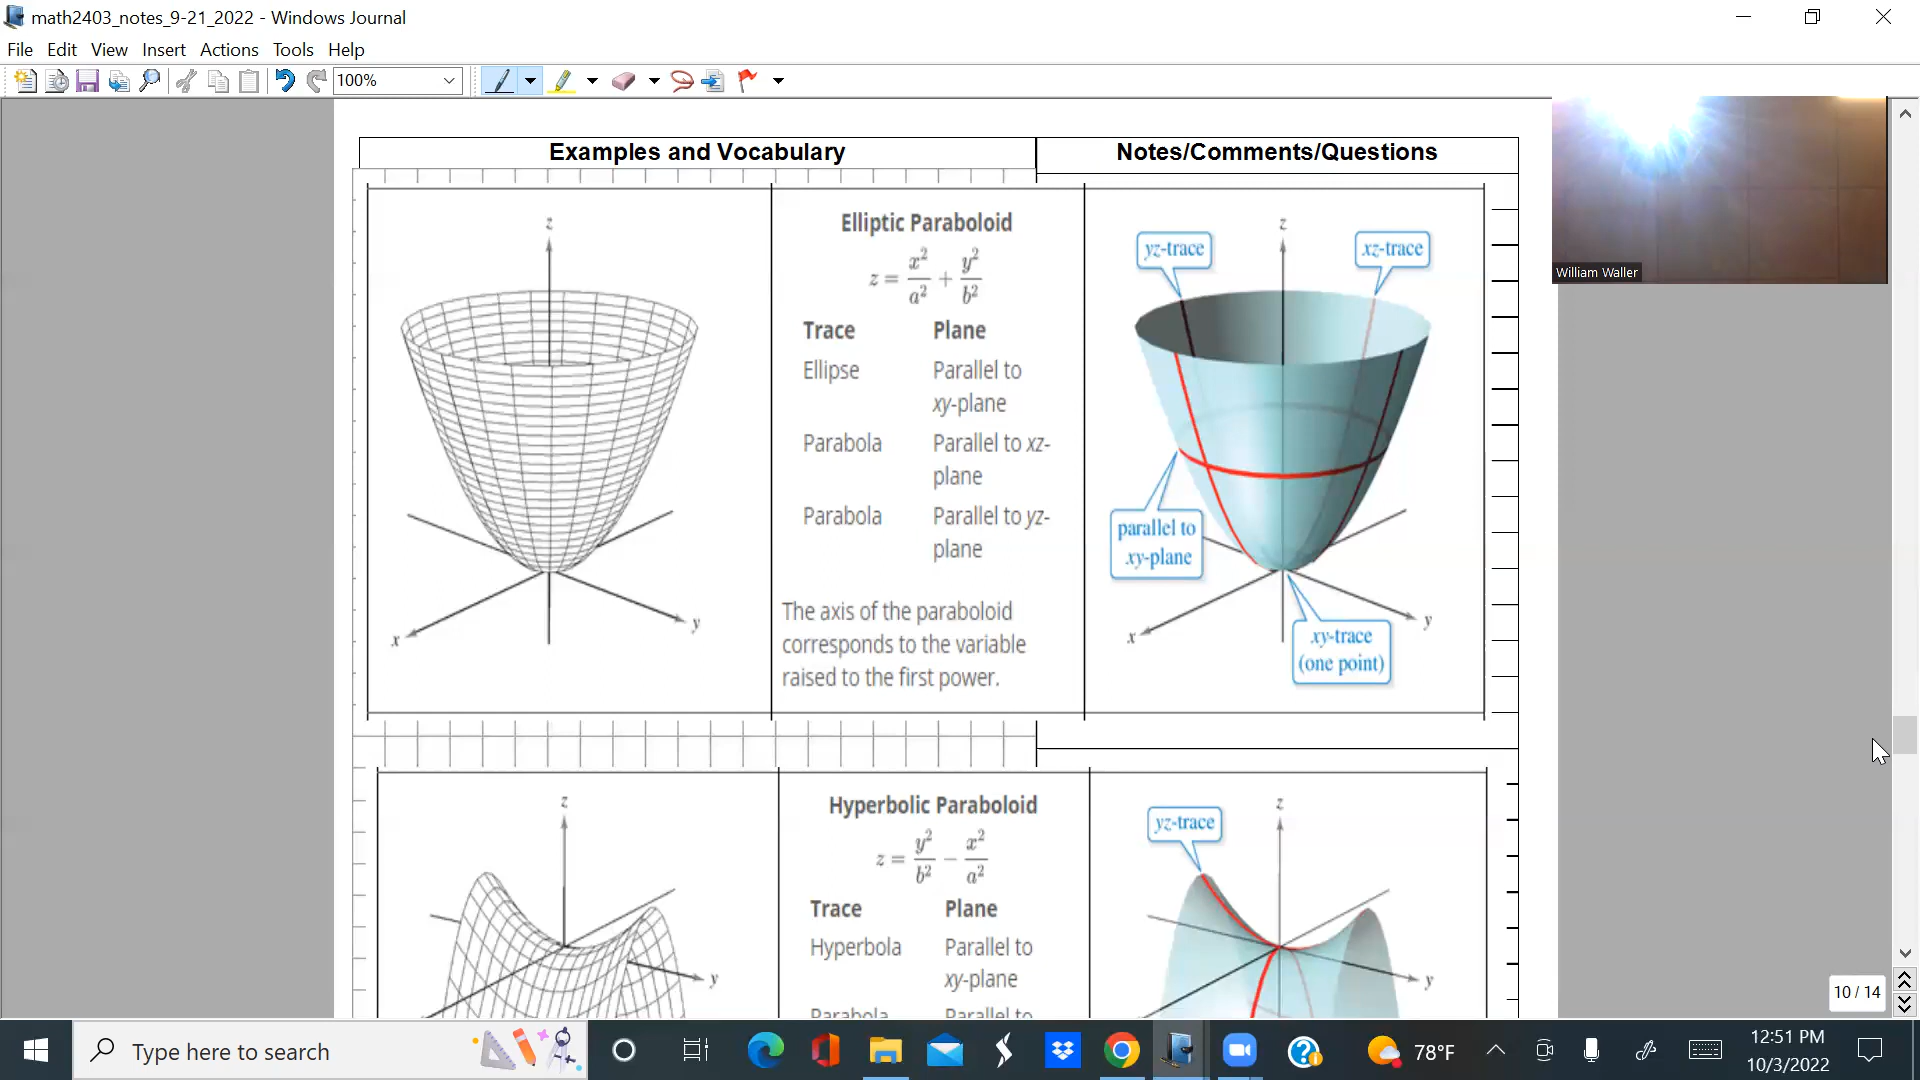 math2403_notes_9-21_2022 - Windows Journal
File Edit View Insert Actions Tools Help
100%
Examples and Vocabulary
Notes/Comments/Questions
William Waller
z
Elliptic Paraboloid
z = x²/a² + y²/b²
Trace Plane
Ellipse Parallel to
xy-plane
Parabola Parallel to xz-
plane
Parabola Parallel to yz-
plane
The axis of the paraboloid
corresponds to the variable
raised to the first power.
x
y
z
yz-trace
xz-trace
parallel to
xy-plane
xy-trace
(one point)
x
y
z
Hyperbolic Paraboloid
z = y²/b² − x²/a²
Trace Plane
Hyperbola Parallel to
xy-plane
Parabola Parallel to
y
z
yz-trace
y
10 / 14
Type here to search
78°F
12:51 PM
10/3/2022